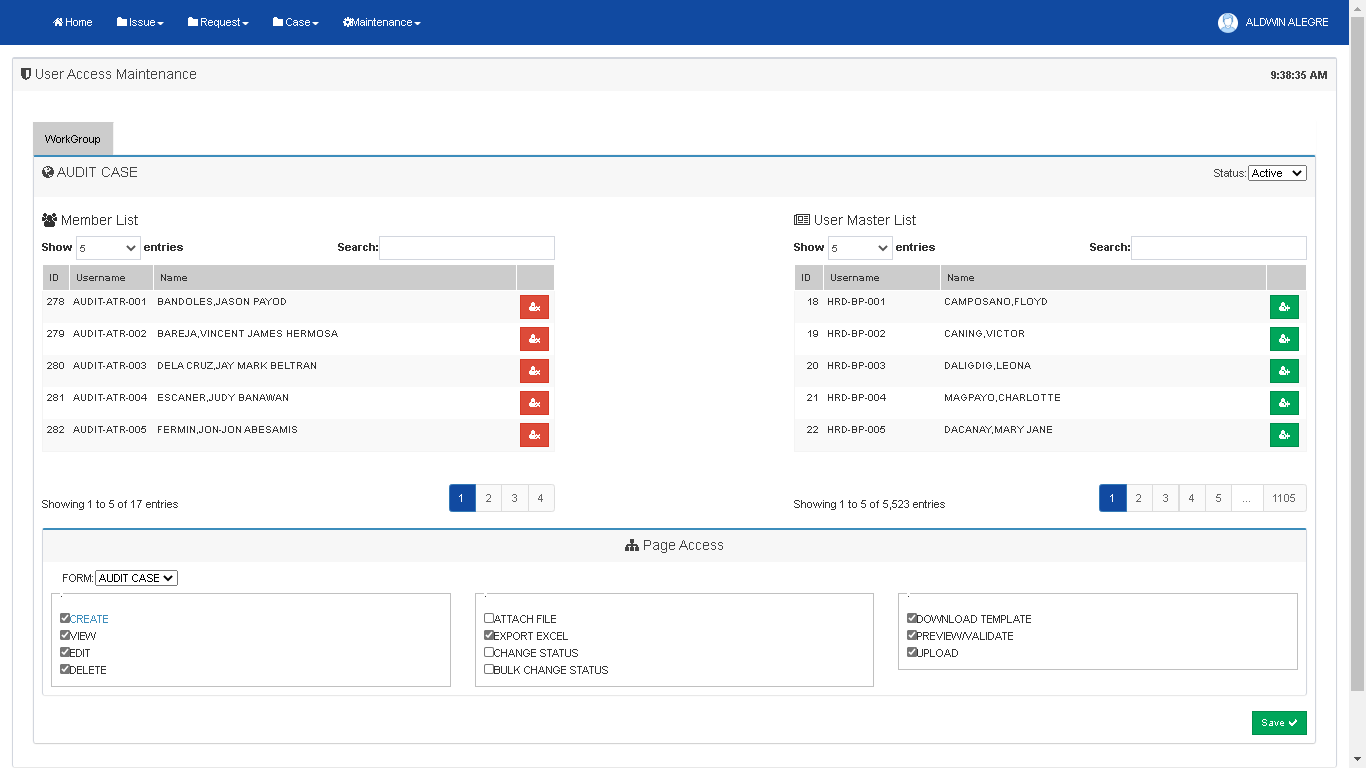 Home Issue Request Case Maintenance ALDWIN ALEGRE
User Access Maintenance 9:38:35 AM
WorkGroup
AUDIT CASE Status: Active
Member List
Show 5 entries Search:
ID Username Name
278 AUDIT-ATR-001 BANDOLES,JASON PAYOD
279 AUDIT-ATR-002 BAREJA,VINCENT JAMES HERMOSA
280 AUDIT-ATR-003 DELA CRUZ,JAY MARK BELTRAN
281 AUDIT-ATR-004 ESCANER,JUDY BANAWAN
282 AUDIT-ATR-005 FERMIN,JON-JON ABESAMIS
Showing 1 to 5 of 17 entries 1 2 3 4
User Master List
Show 5 entries Search:
ID Username Name
18 HRD-BP-001 CAMPOSANO,FLOYD
19 HRD-BP-002 CANING,VICTOR
20 HRD-BP-003 DALIGDIG,LEONA
21 HRD-BP-004 MAGPAYO,CHARLOTTE
22 HRD-BP-005 DACANAY,MARY JANE
Showing 1 to 5 of 5,523 entries 1 2 3 4 5 ... 1105
Page Access
FORM: AUDIT CASE
CREATE
VIEW
EDIT
DELETE
ATTACH FILE
EXPORT EXCEL
CHANGE STATUS
BULK CHANGE STATUS
DOWNLOAD TEMPLATE
PREVIEW/VALIDATE
UPLOAD
Save